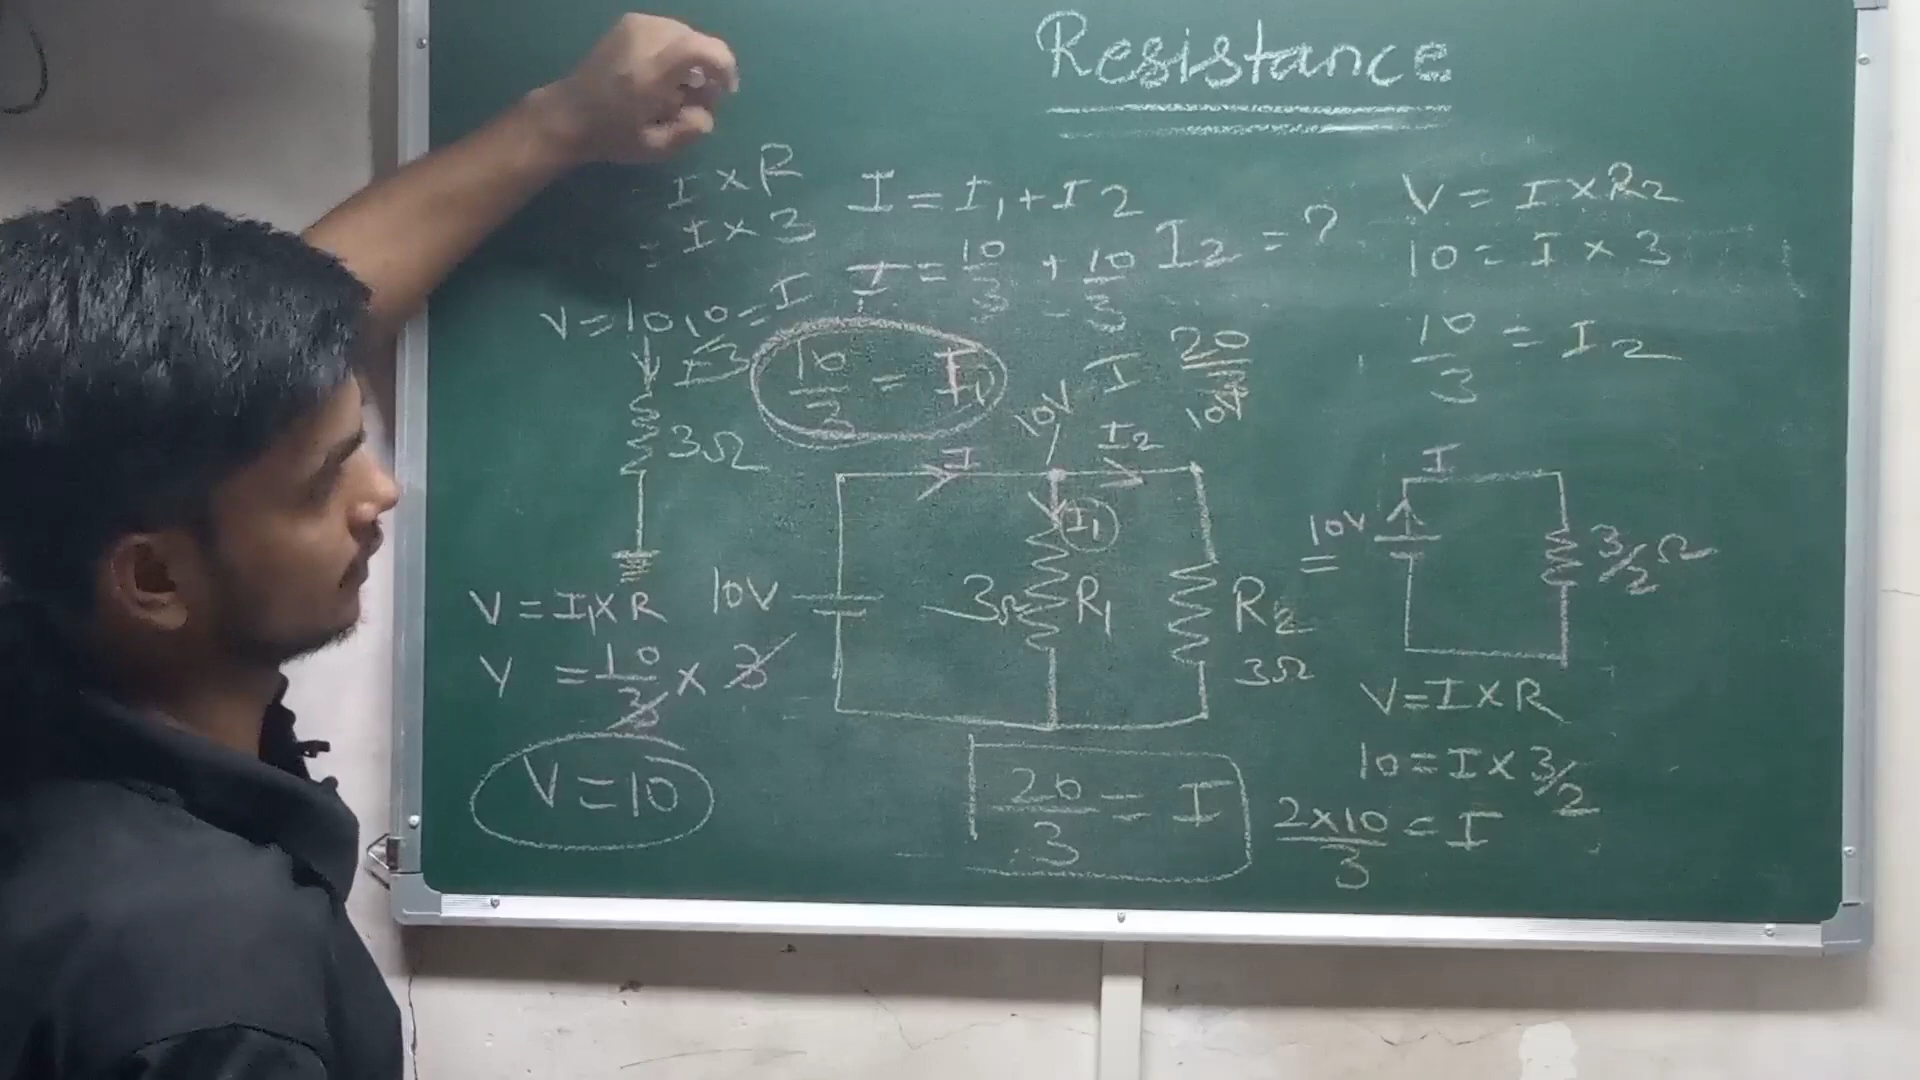 Resistance
I × R
= I × 3
V = 10
10 = I
3
3Ω
10/3 = I₁
I = I₁ + I2
I = 10/3 + 10/3
I 20/3
I2 = ?
V = I × R2
10 = I × 3
10/3 = I2
V = I₁ × R
V = 10/3 × 3
V = 10
10V
I
10V
I2
10V
I₁
3Ω
R₁
R2
3Ω
20/3 = I
=
10V
I
3/2 Ω
V = I × R
10 = I × 3/2
2×10/3 = I